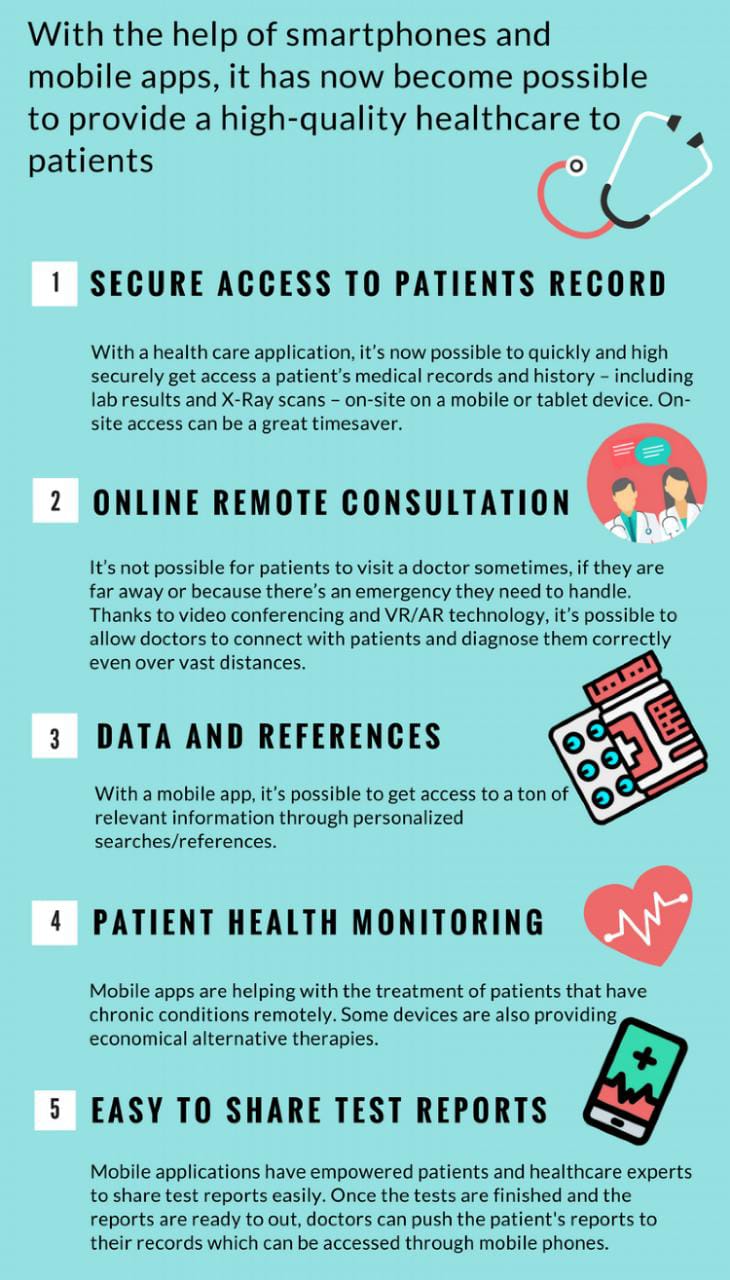 With the help of smartphones and
mobile apps, it has now become possible
to provide a high-quality healthcare to
patients
1 SECURE ACCESS TO PATIENTS RECORD
With a health care application, it’s now possible to quickly and high
securely get access a patient’s medical records and history – including
lab results and X-Ray scans – on-site on a mobile or tablet device. On-
site access can be a great timesaver.
2 ONLINE REMOTE CONSULTATION
It’s not possible for patients to visit a doctor sometimes, if they are
far away or because there’s an emergency they need to handle.
Thanks to video conferencing and VR/AR technology, it’s possible to
allow doctors to connect with patients and diagnose them correctly
even over vast distances.
3 DATA AND REFERENCES
With a mobile app, it’s possible to get access to a ton of
relevant information through personalized
searches/references.
4 PATIENT HEALTH MONITORING
Mobile apps are helping with the treatment of patients that have
chronic conditions remotely. Some devices are also providing
economical alternative therapies.
5 EASY TO SHARE TEST REPORTS
Mobile applications have empowered patients and healthcare experts
to share test reports easily. Once the tests are finished and the
reports are ready to out, doctors can push the patient's reports to
their records which can be accessed through mobile phones.